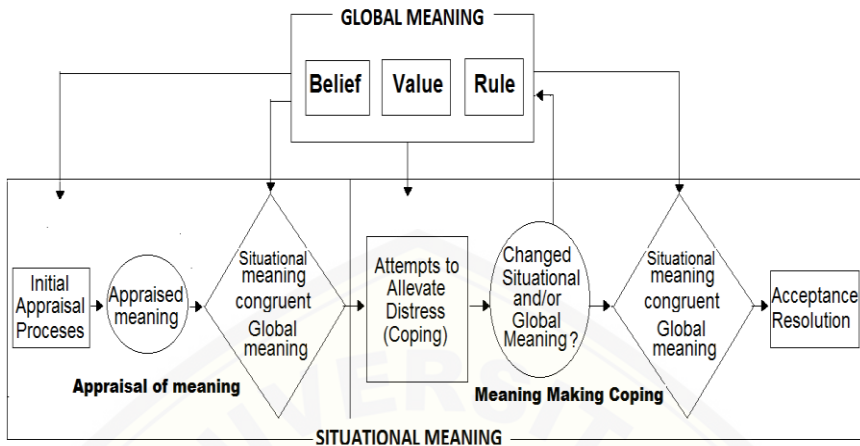 GLOBAL MEANING
Belief
Value
Rule
Initial
Appraisal
Proceses
Appraised
meaning
Situational
meaning
congruent
Global
meaning
Attempts to
Allevate
Distress
(Coping)
Changed
Situational
and/or
Global
Meaning?
Situational
meaning
congruent
Global
meaning
Acceptance
Resolution
Appraisal of meaning
Meaning Making Coping
UNIVERSIT
SITUATIONAL MEANING